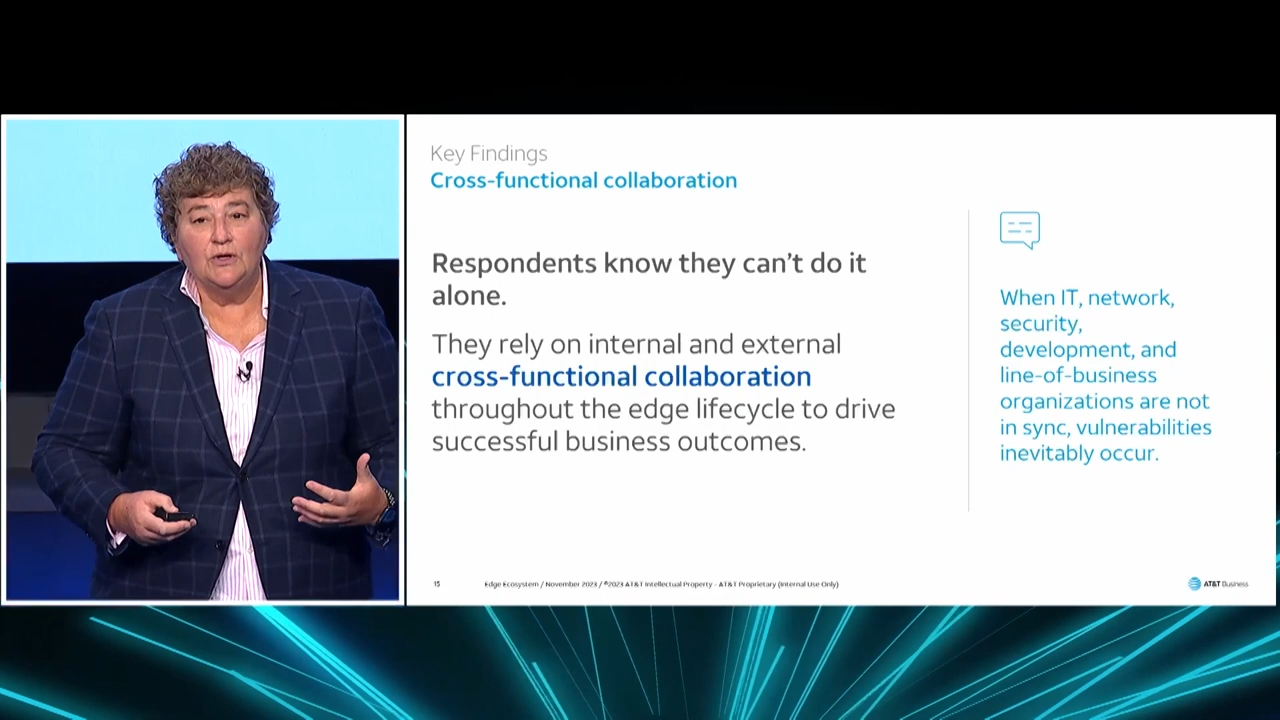 Key Findings
Cross-functional collaboration
Respondents know they can’t do it
alone.
They rely on internal and external
cross-functional collaboration
throughout the edge lifecycle to drive
successful business outcomes.
When IT, network,
security,
development, and
line-of-business
organizations are not
in sync, vulnerabilities
inevitably occur.
15
Edge Ecosystem / November 2023 / ©2023 AT&T Intellectual Property - AT&T Proprietary (Internal Use Only)
AT&T Business